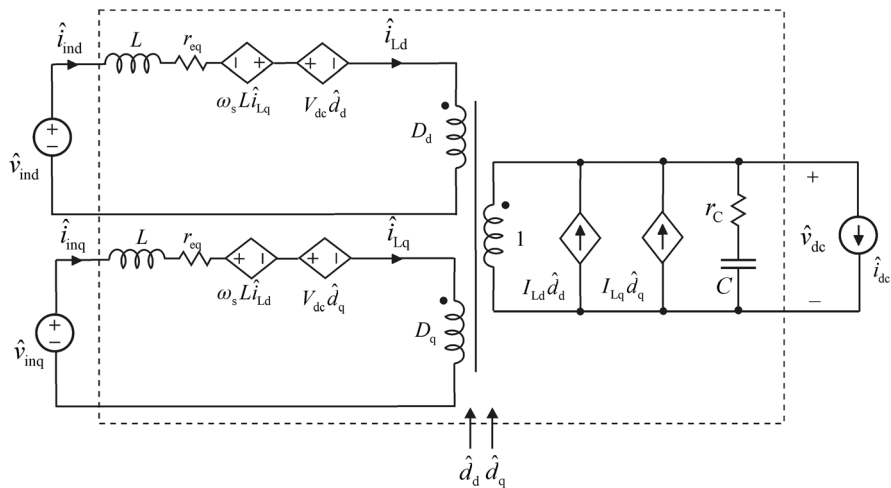 î_ind L r_eq î_Ld
− + + −
ω_s L î_Lq V_dc d̂_d
D_d
+
−
v̂_ind
î_inq L r_eq î_Lq
+ − + −
ω_s L î_Ld V_dc d̂_q
D_q
+
−
v̂_inq
1
I_Ld d̂_d I_Lq d̂_q
r_C
C
+
v̂_dc
−
î_dc
d̂_d d̂_q